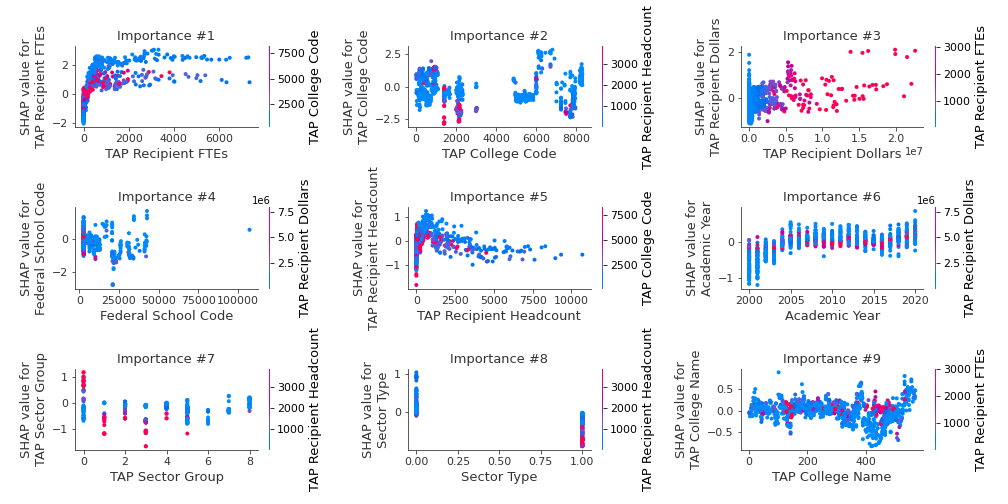 Importance #1
SHAP value for
TAP Recipient FTEs
2
0
−2
0
2000
4000
6000
TAP Recipient FTEs
7500
5000
2500
TAP College Code
Importance #2
SHAP value for
TAP College Code
2.5
0.0
−2.5
0
2000
4000
6000
8000
TAP College Code
3000
2000
1000
TAP Recipient Headcount
Importance #3
SHAP value for
TAP Recipient Dollars
2
0
0.0
0.5
1.0
1.5
2.0
1e7
TAP Recipient Dollars
3000
2000
1000
TAP Recipient FTEs
Importance #4
SHAP value for
Federal School Code
0
−2
0
25000
50000
75000
100000
Federal School Code
1e6
7.5
5.0
2.5
TAP Recipient Dollars
Importance #5
SHAP value for
TAP Recipient Headcount
1
0
−1
0
2500
5000
7500
10000
TAP Recipient Headcount
7500
5000
2500
TAP College Code
Importance #6
SHAP value for
Academic Year
0
−1
2000
2005
2010
2015
2020
Academic Year
1e6
7.5
5.0
2.5
TAP Recipient Dollars
Importance #7
SHAP value for
TAP Sector Group
1
0
−1
0
2
4
6
8
TAP Sector Group
3000
2000
1000
TAP Recipient Headcount
Importance #8
SHAP value for
Sector Type
1
0
0.00
0.25
0.50
0.75
1.00
Sector Type
3000
2000
1000
TAP Recipient Headcount
Importance #9
SHAP value for
TAP College Name
0.5
0.0
−0.5
0
200
400
TAP College Name
3000
2000
1000
TAP Recipient FTEs